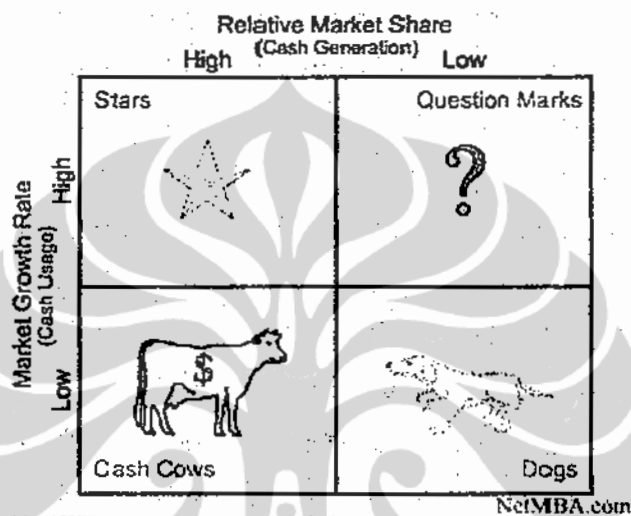 Relative Market Share
(Cash Generation)
High Low
Stars Question Marks
?
Market Growth Rate
(Cash Usage)
High
Low
$
Cash Cows Dogs
NetMBA.com